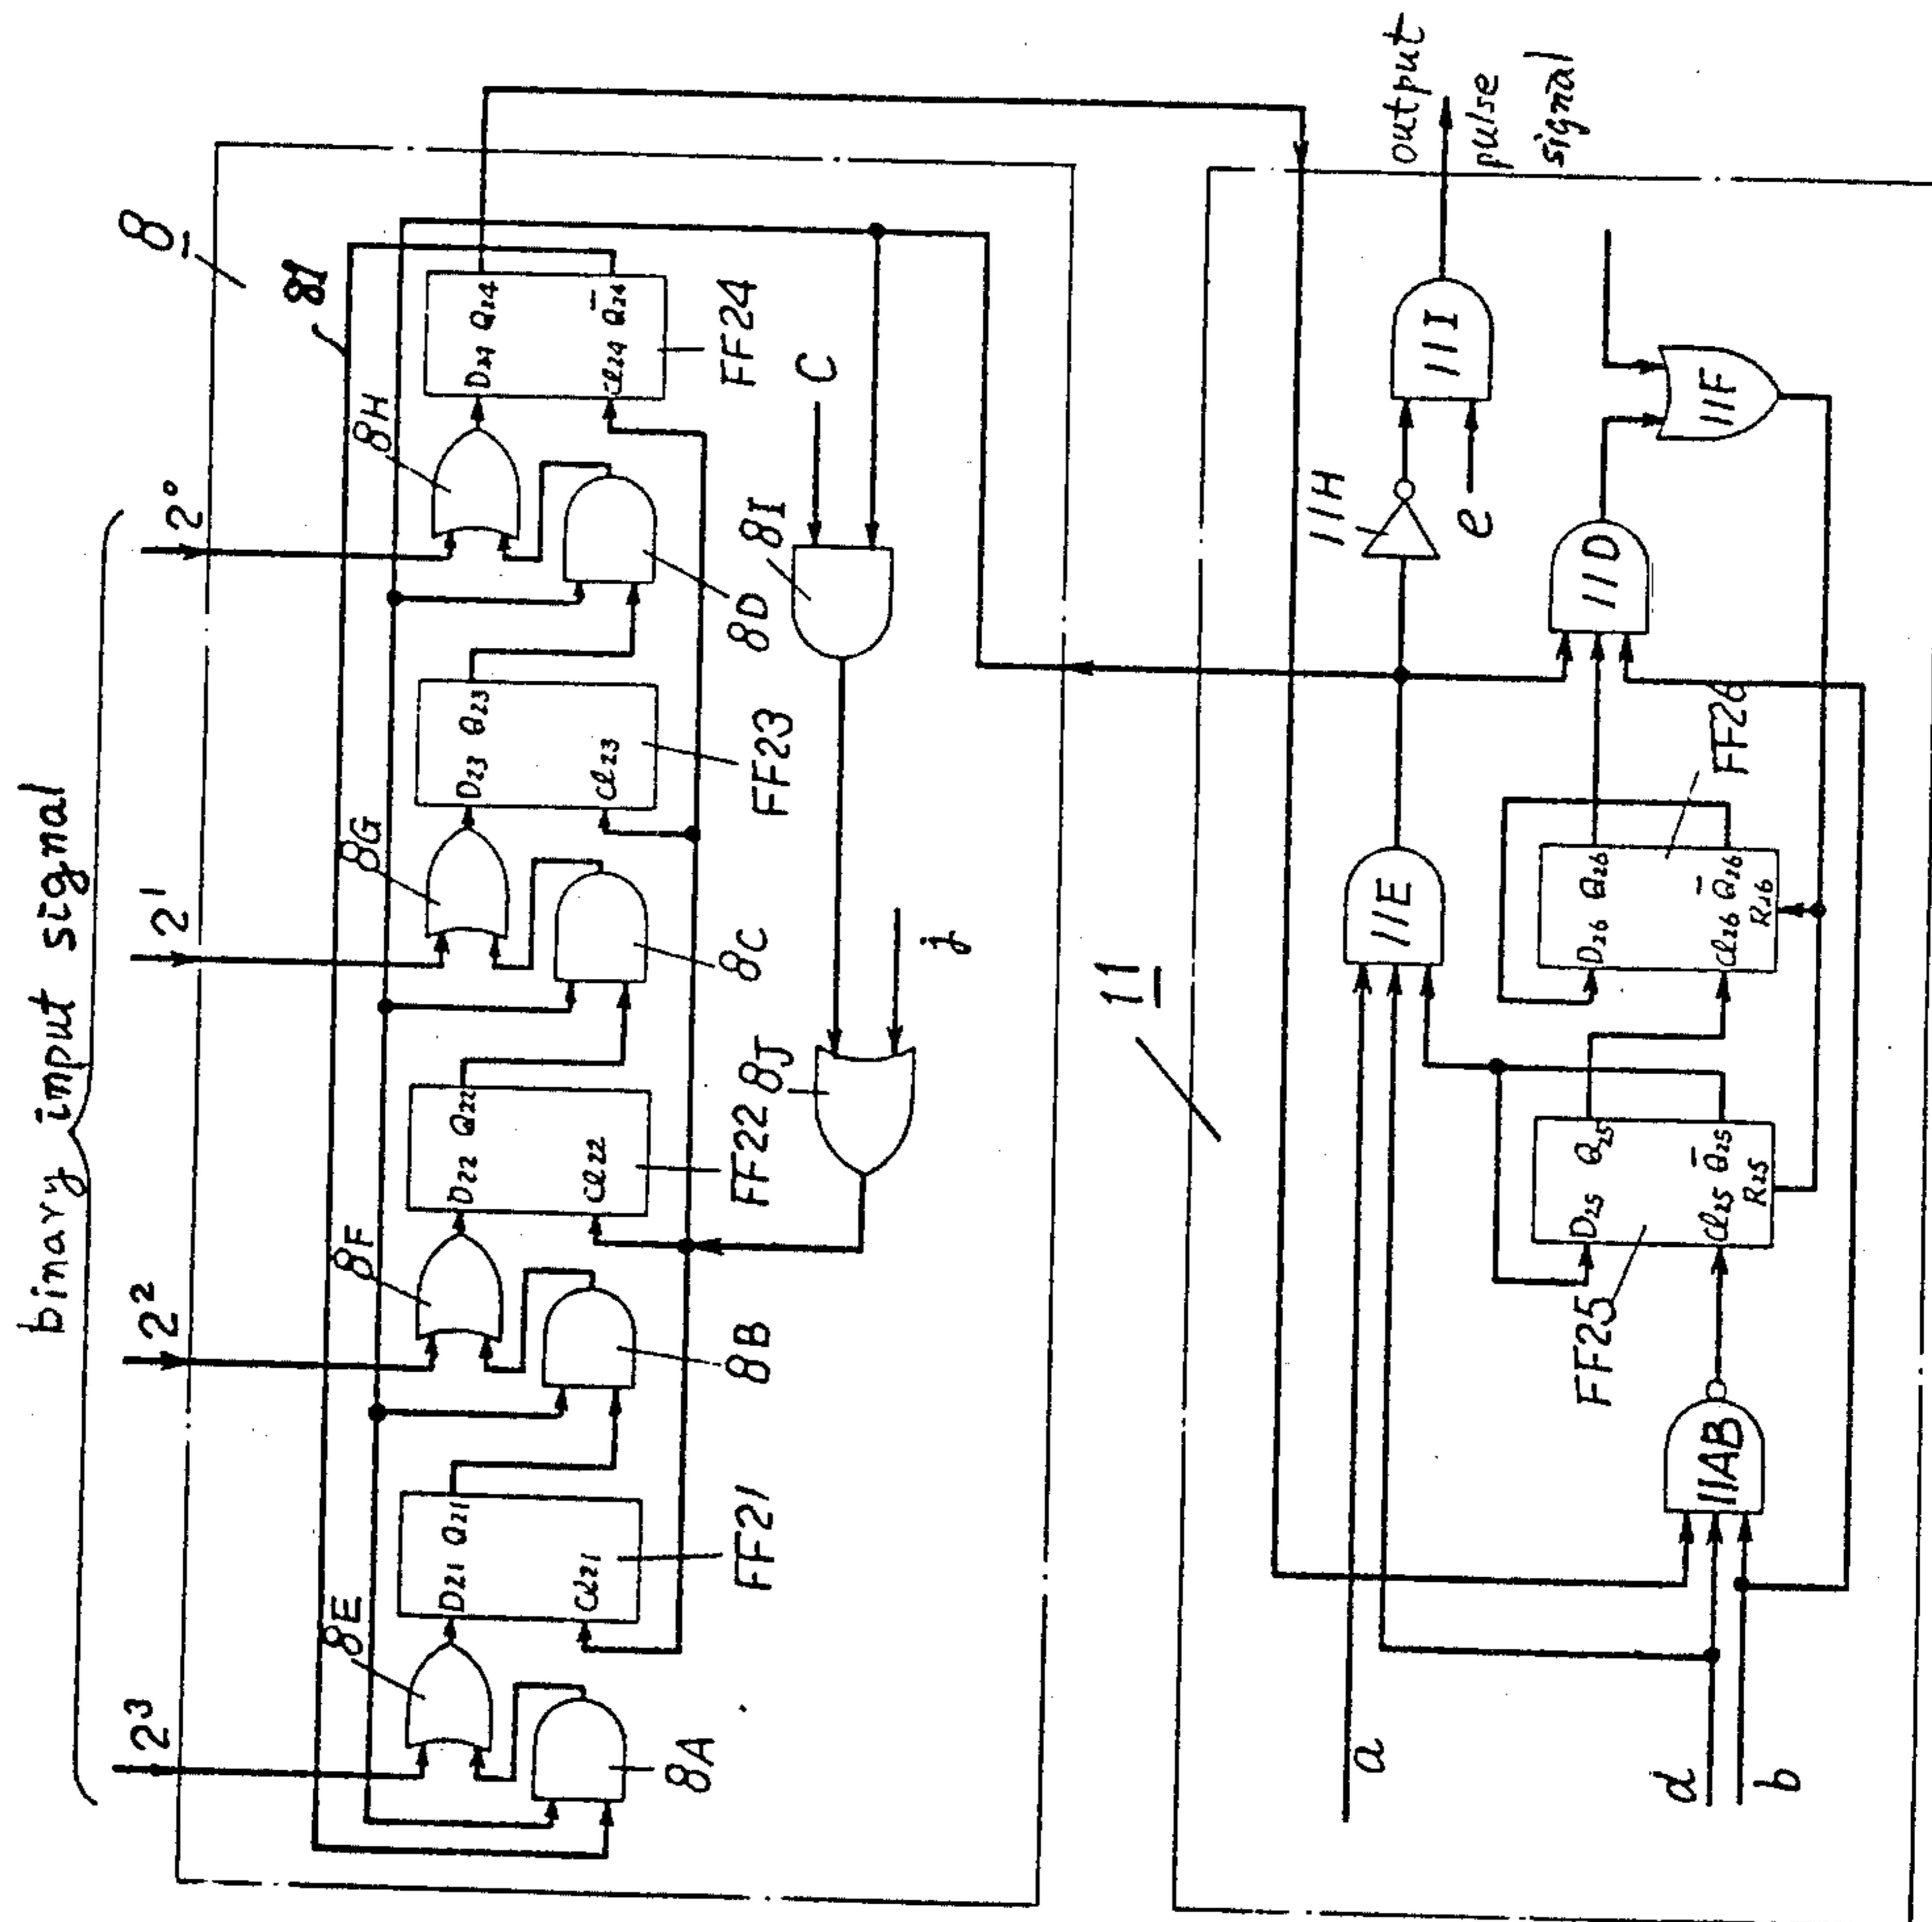 binary input signal
2³
2²
2¹
2⁰
8
81
8E
8F
8G
8H
D21 Q21
Cl21
D22 Q22
Cl22
D23 Q23
Cl23
D24 Q24
Cl24 Q̅24
8A
8B
8C
8D
FF21
FF22
FF23
FF24
8J
8I
C
j
11
a
d
b
11E
11H
11I
e
output
pulse
signal
11AB
FF25
D25 Q25
Cl25 Q̅25
R25
D26 Q26
Cl26 Q̅26
R26
FF26
11D
11F